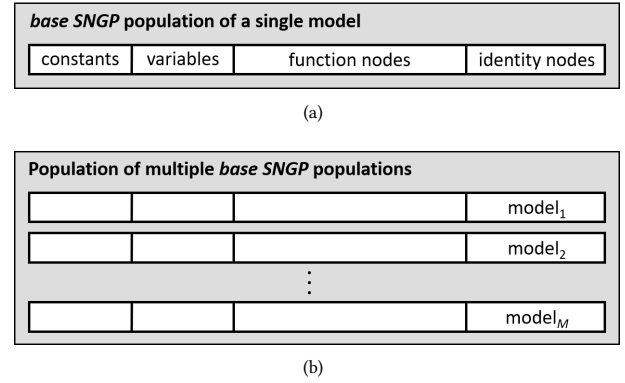 base SNGP population of a single model
constants variables function nodes identity nodes
(a)
Population of multiple base SNGP populations
model1
model2
⋮
modelM
(b)